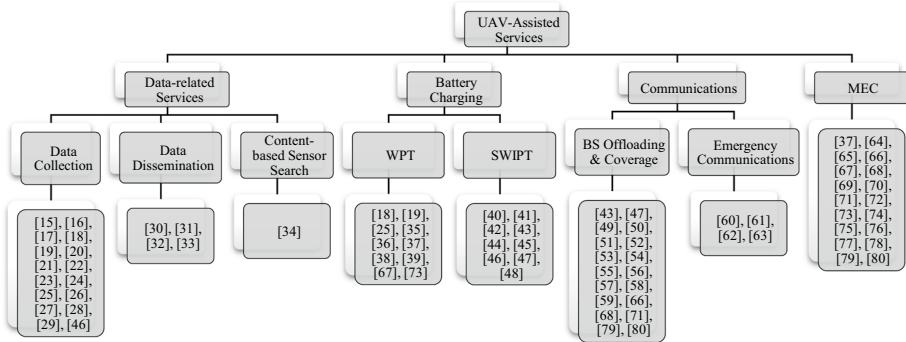 UAV-Assisted
Services
Data-related
Services
Battery
Charging
Communications
MEC
Data
Collection
Data
Dissemination
Content-
based Sensor
Search
WPT
SWIPT
BS Offloading
& Coverage
Emergency
Communications
[15], [16],
[17], [18],
[19], [20],
[21], [22],
[23], [24],
[25], [26],
[27], [28],
[29], [46]
[30], [31],
[32], [33]
[34]
[18], [19],
[25], [35],
[36], [37],
[38], [39],
[67], [73]
[40], [41],
[42], [43],
[44], [45],
[46], [47],
[48]
[43], [47],
[49], [50],
[51], [52],
[53], [54],
[55], [56],
[57], [58],
[59], [66],
[68], [71],
[79], [80]
[60], [61],
[62], [63]
[37], [64],
[65], [66],
[67], [68],
[69], [70],
[71], [72],
[73], [74],
[75], [76],
[77], [78],
[79], [80]